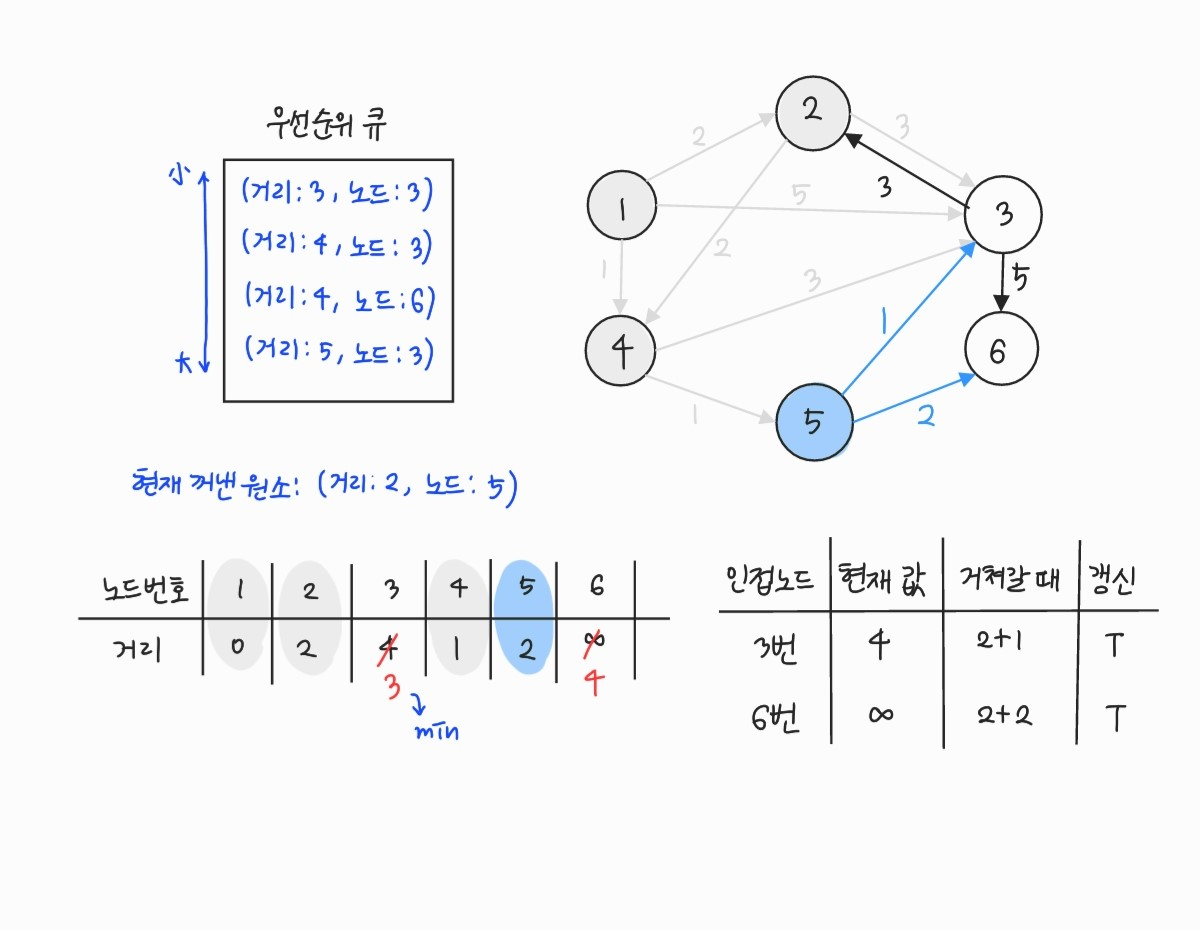 우선순위 큐
小
(거리: 3, 노드: 3)
(거리: 4, 노드: 3)
(거리: 4, 노드: 6)
(거리: 5, 노드: 3)
大
2
3
1
2
5
3
3
1
2
3
5
4
1
6
1
5
2
현재 꺼낸 원소: (거리: 2, 노드: 5)
노드번호 1 2 3 4 5 6
거리 0 2 4 1 2 ∞
3 4
min
인접노드 현재 값 거쳐갈 때 갱신
3번 4 2+1 T
6번 ∞ 2+2 T